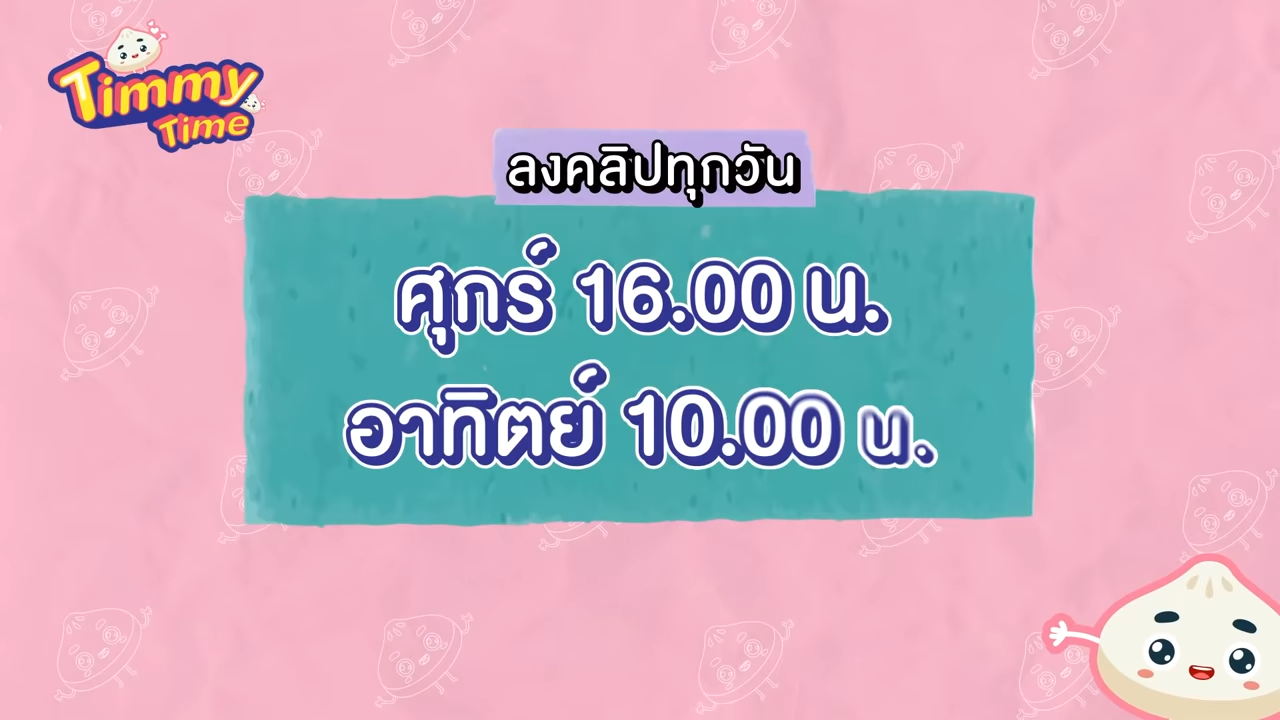 Timmy
Time
ลงคลิปทุกวัน
ศุกร์ 16.00 น.
อาทิตย์ 10.00 น.